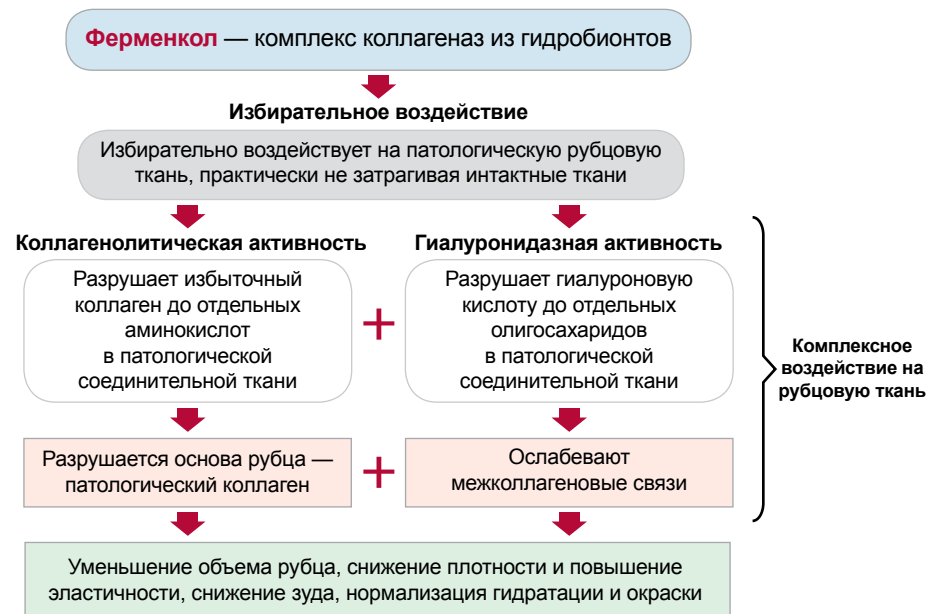 Ферменкол — комплекс коллагеназ из гидробионтов
Избирательное воздействие
Избирательно воздействует на патологическую рубцовую
ткань, практически не затрагивая интактные ткани
Коллагенолитическая активность
Разрушает избыточный
коллаген до отдельных
аминокислот
в патологической
соединительной ткани
+
Гиалуронидазная активность
Разрушает гиалуроновую
кислоту до отдельных
олигосахаридов
в патологической
соединительной ткани
Разрушается основа рубца —
патологический коллаген
+
Ослабевают
межколлагеновые связи
Комплексное
воздействие на
рубцовую ткань
Уменьшение объема рубца, снижение плотности и повышение
эластичности, снижение зуда, нормализация гидратации и окраски